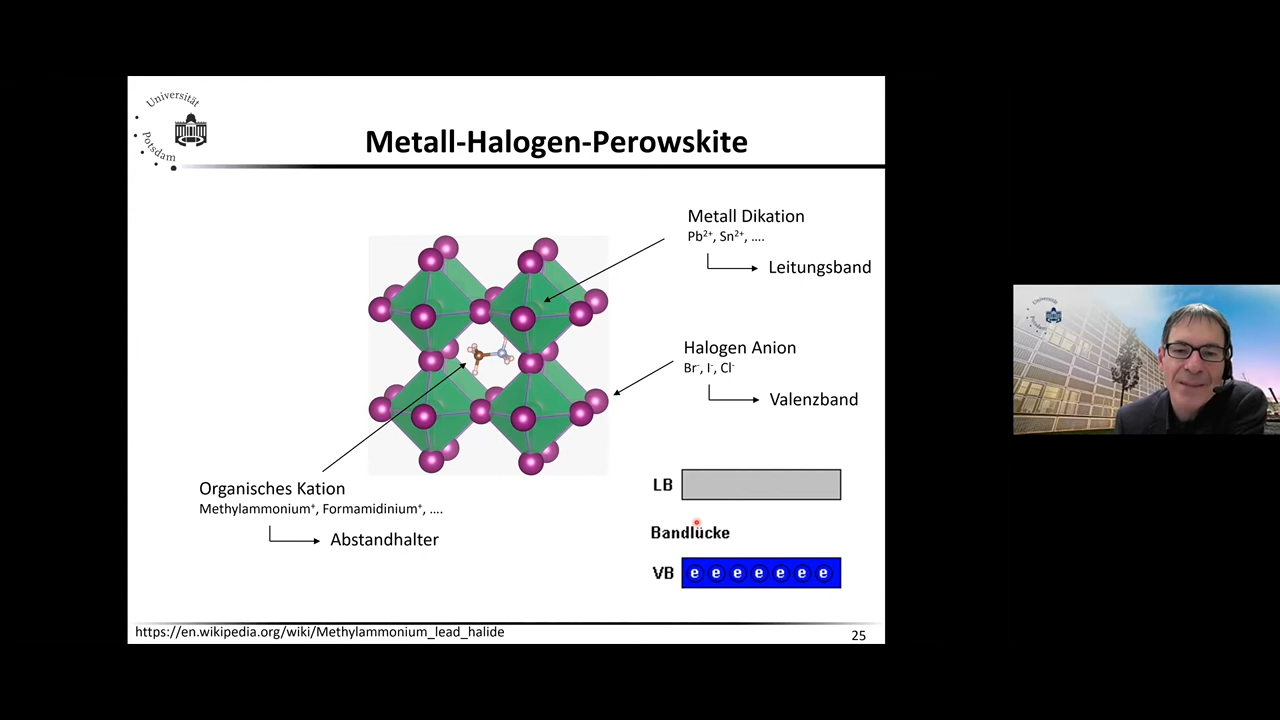 Universität
Potsdam
Metall-Halogen-Perowskite
Metall Dikation
Pb²⁺, Sn²⁺, ....
Leitungsband
Halogen Anion
Br⁻, I⁻, Cl⁻
Valenzband
Organisches Kation
Methylammonium⁺, Formamidinium⁺, ....
Abstandhalter
LB
Bandlücke
VB e e e e e e e
https://en.wikipedia.org/wiki/Methylammonium_lead_halide
25